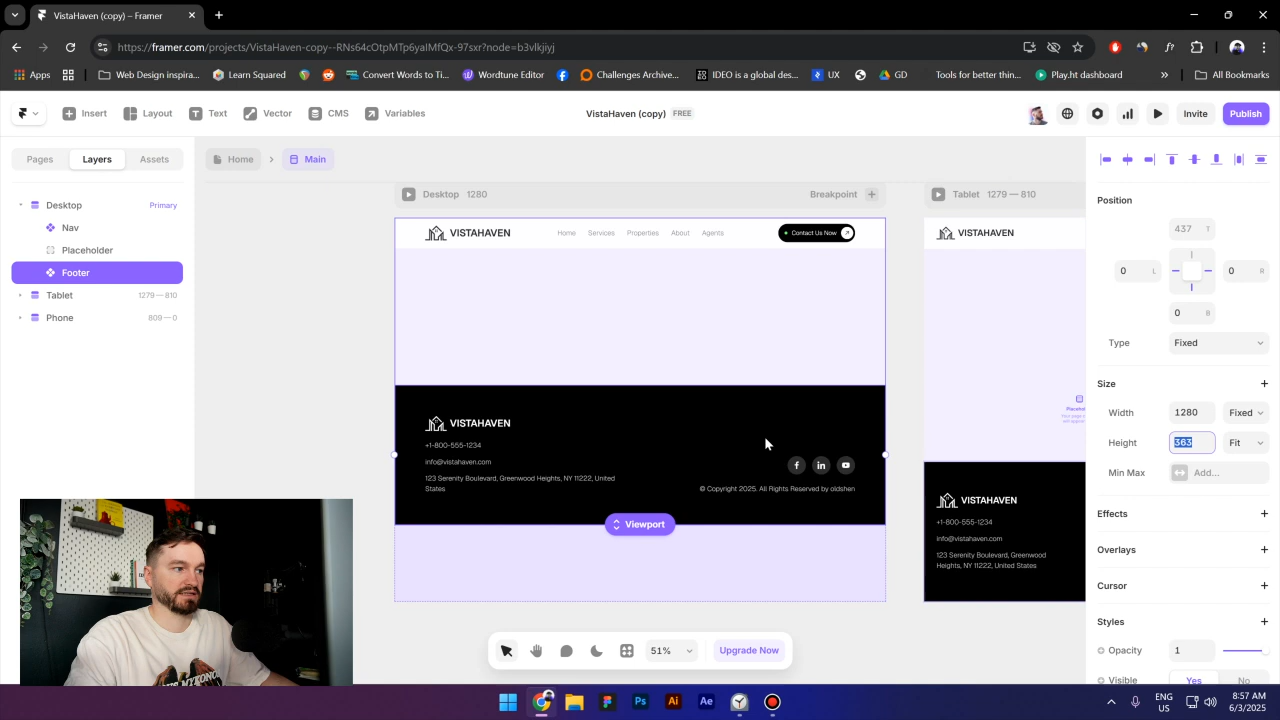 VistaHaven (copy) | Framer
https://framer.com/projects/VistaHaven-copy--RNs64cOtpMTp0yaIMfQx-97sxr?node=b3vlkjiyj
Apps
Web Design inspira...
Learn Squared
Convert Words to Ti...
Wordtune Editor
Challenges Archive...
IDEO is a global des...
UX
GD
Tools for better thi...
Play.dashboard
All Bookmarks
Insert
Layout
Text
Vector
CMS
Variables
VistaHaven (copy) FREE
Invite
Publish
Pages
Layers
Assets
Home
Main
Desktop Primary
Nav
Placeholder
Footer
Tablet 1279 — 810
Phone 809 — 0
Desktop 1280
Breakpoint
Tablet 1279 — 810
VISTAHAVEN
Home Services Properties About Agents
Contact Us Now
VISTAHAVEN
VISTAHAVEN
+1-800-555-1234
info@vistahaven.com
123 Serenity Boulevard, Greenwood Heights, NY 11222, United
States
© Copyright 2025. All Rights Reserved by oldshen
Viewport
VISTAHAVEN
+1-800-555-1234
info@vistahaven.com
123 Serenity Boulevard, Greenwood
Heights, NY 11222, United States
51%
Upgrade Now
Position
437 T
0 L
0 R
0 B
Type Fixed
Size
Width 1280 Fixed
Height 363 Fit
Min Max Add...
Effects
Overlays
Cursor
Styles
Opacity 1
Visible Yes No
ENG
US
8:57 AM
6/3/2025